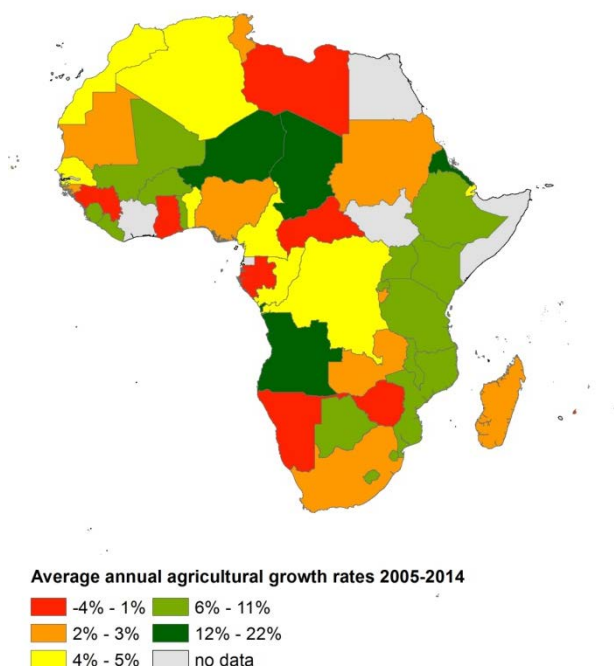 Average annual agricultural growth rates 2005-2014
-4% - 1% 6% - 11%
2% - 3% 12% - 22%
4% - 5% no data